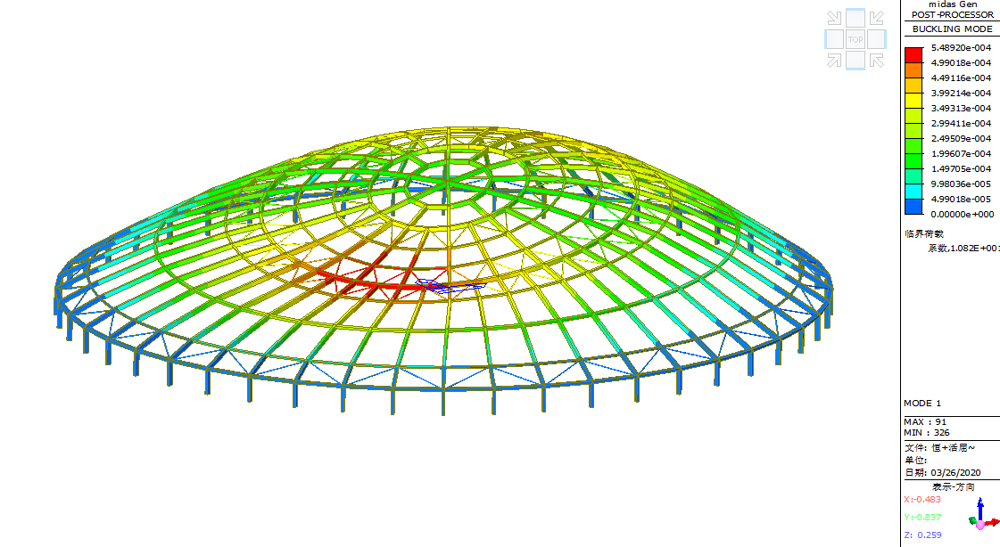 TOP
midas Gen
POST-PROCESSOR
BUCKLING MODE
5.48920e-004
4.99018e-004
4.49116e-004
3.99214e-004
3.49313e-004
2.99411e-004
2.49509e-004
1.99607e-004
1.49705e-004
9.98036e-005
4.99018e-005
0.00000e+000
临界荷载
系数,1.082E+001
MODE 1
MAX : 91
MIN : 326
文件: 恒+活屈~
单位:
日期: 03/26/2020
表示-方向
X:-0.483
Y:-0.837
Z: 0.259